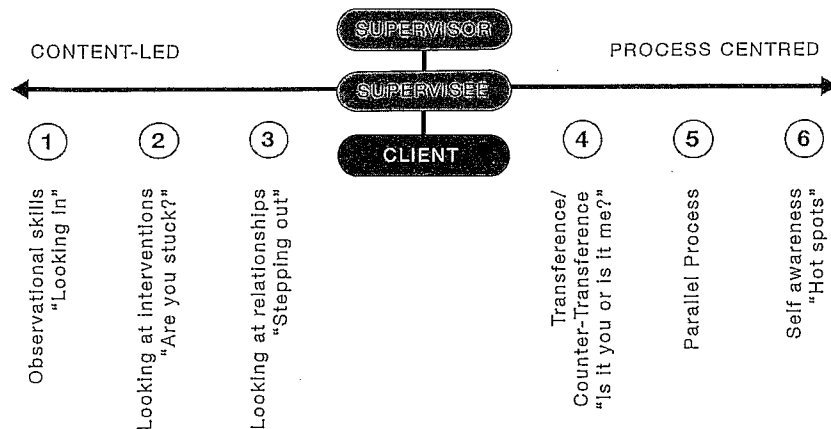 SUPERVISOR
CONTENT-LED
PROCESS CENTRED
SUPERVISEE
CLIENT
1
2
3
4
5
6
Observational skills
"Looking in"
Looking at interventions
"Are you stuck?"
Looking at relationships
"Stepping out"
Transference/
Counter-Transference
"Is it you or is it me?"
Parallel Process
Self awareness
"Hot spots"